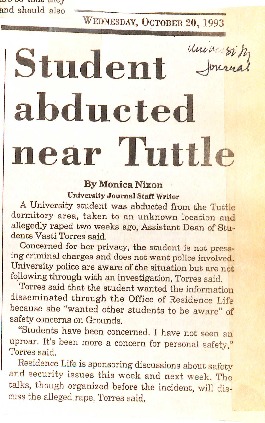 and should also
WEDNESDAY, OCTOBER 20, 1993
University
Journal
Student
abducted
near Tuttle
By Monica Nixon
University Journal Staff Writer
A University student was abducted from the Tuttle
dormitory area, taken to an unknown location and
allegedly raped two weeks ago, Assistant Dean of Stu-
dents Vasti Torres said.
Concerned for her privacy, the student is not press-
ing criminal charges and does not want police involved.
University police are aware of the situation but are not
following through with an investigation, Torres said.
Torres said that the student wanted the information
disseminated through the Office of Residence Life
because she "wanted other students to be aware" of
safety concerns on Grounds.
"Students have been concerned. I have not seen an
uproar. It's been more a concern for personal safety,"
Torres said.
Residence Life is sponsoring discussions about safety
and security issues this week and next week. The
talks, though organized before the incident, will dis-
cuss the alleged rape, Torres said.